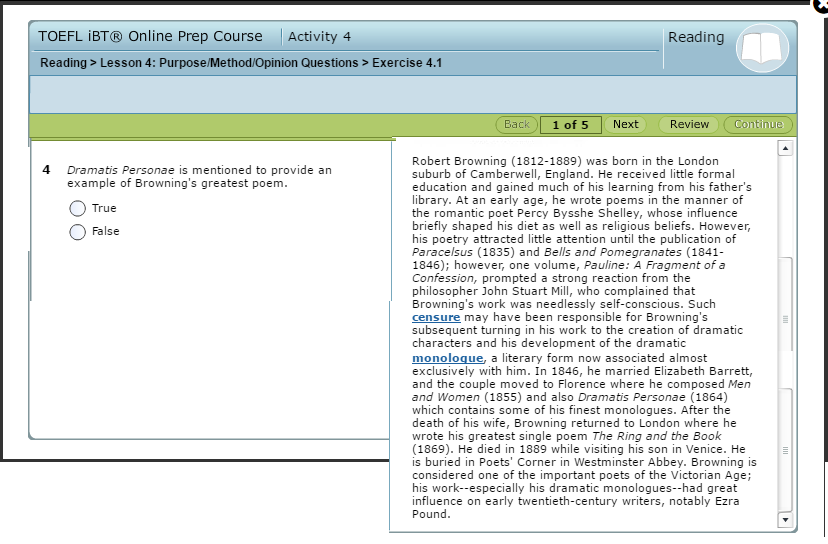 TOEFL iBT® Online Prep Course Activity 4 Reading
Reading > Lesson 4: Purpose/Method/Opinion Questions > Exercise 4.1
Back 1 of 5 Next Review Continue
4 Dramatis Personae is mentioned to provide an
example of Browning's greatest poem.
True
False
Robert Browning (1812-1889) was born in the London
suburb of Camberwell, England. He received little formal
education and gained much of his learning from his father's
library. At an early age, he wrote poems in the manner of
the romantic poet Percy Bysshe Shelley, whose influence
briefly shaped his diet as well as religious beliefs. However,
his poetry attracted little attention until the publication of
Paracelsus (1835) and Bells and Pomegranates (1841-
1846); however, one volume, Pauline: A Fragment of a
Confession, prompted a strong reaction from the
philosopher John Stuart Mill, who complained that
Browning's work was needlessly self-conscious. Such
censure may have been responsible for Browning's
subsequent turning in his work to the creation of dramatic
characters and his development of the dramatic
monologue, a literary form now associated almost
exclusively with him. In 1846, he married Elizabeth Barrett,
and the couple moved to Florence where he composed Men
and Women (1855) and also Dramatis Personae (1864)
which contains some of his finest monologues. After the
death of his wife, Browning returned to London where he
wrote his greatest single poem The Ring and the Book
(1869). He died in 1889 while visiting his son in Venice. He
is buried in Poets' Corner in Westminster Abbey. Browning is
considered one of the important poets of the Victorian Age;
his work--especially his dramatic monologues--had great
influence on early twentieth-century writers, notably Ezra
Pound.